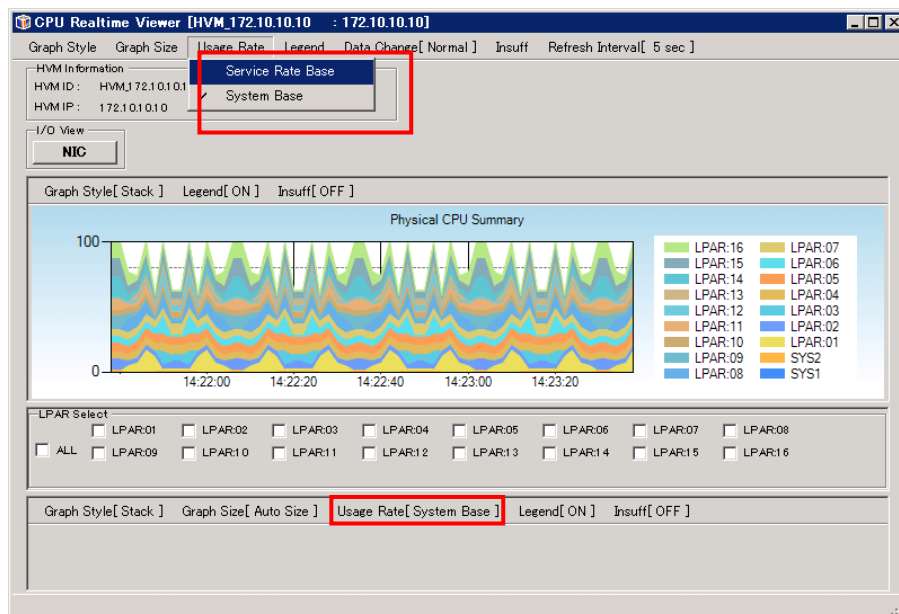 CPU Realtime Viewer [HVM_172.10.10.10 : 172.10.10.10]
Graph Style Graph Size Usage Rate Legend Data Change[ Normal ] Insuff Refresh Interval[ 5 sec ]
HVM Information
Service Rate Base
HVM ID : HVM_172.10.10.1
✓ System Base
HVM IP : 172.10.10.10
I/O View
NIC
Graph Style[ Stack ] Legend[ ON ] Insuff[ OFF ]
Physical CPU Summary
100
0
14:22:00 14:22:20 14:22:40 14:23:00 14:23:20
LPAR:16 LPAR:07
LPAR:15 LPAR:06
LPAR:14 LPAR:05
LPAR:13 LPAR:04
LPAR:12 LPAR:03
LPAR:11 LPAR:02
LPAR:10 LPAR:01
LPAR:09 SYS2
LPAR:08 SYS1
LPAR Select
LPAR:01 LPAR:02 LPAR:03 LPAR:04 LPAR:05 LPAR:06 LPAR:07 LPAR:08
ALL LPAR:09 LPAR:10 LPAR:11 LPAR:12 LPAR:13 LPAR:14 LPAR:15 LPAR:16
Graph Style[ Stack ] Graph Size[ Auto Size ] Usage Rate[ System Base ] Legend[ ON ] Insuff[ OFF ]